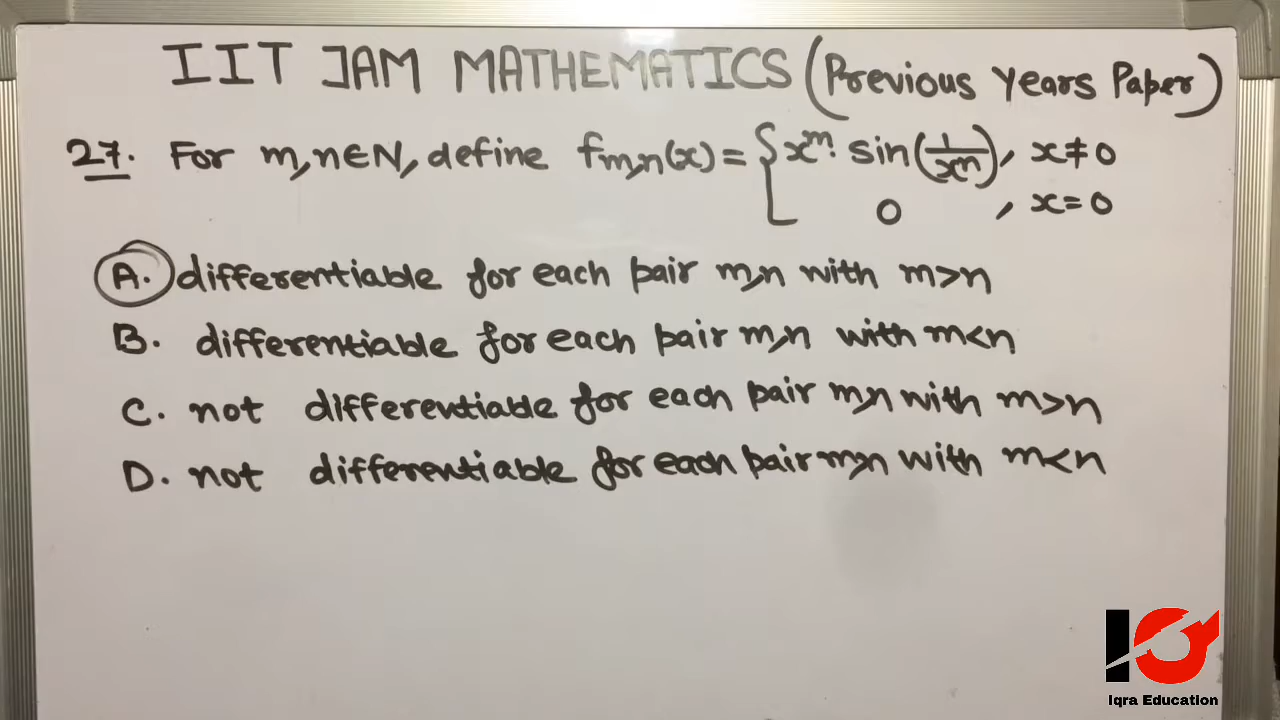 IIT JAM MATHEMATICS (Previous Years Paper)
27. For m,n∈N, define fm,n(x) = { x^m. sin(1/x^n), x≠0
0 , x=0
A. differentiable for each pair m,n with m>n
B. differentiable for each pair m,n with m<n
C. not differentiable for each pair m,n with m>n
D. not differentiable for each pair m,n with m<n
Iqra Education